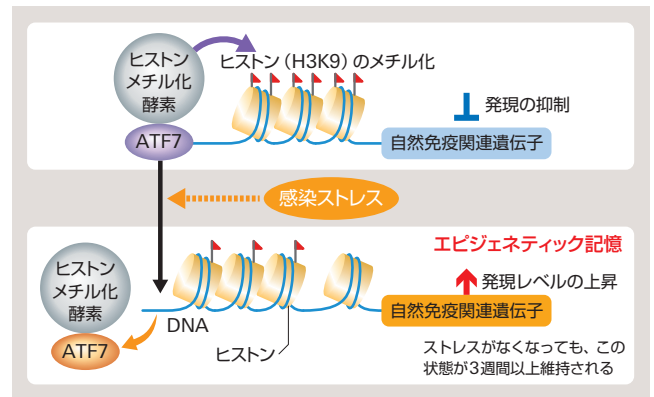 ヒストン
メチル化
酵素
ATF7
ヒストン（H3K9）のメチル化
発現の抑制
自然免疫関連遺伝子
感染ストレス
エピジェネティック記憶
発現レベルの上昇
自然免疫関連遺伝子
ヒストン
メチル化
酵素
ATF7
DNA
ヒストン
ストレスがなくなっても、この
状態が3週間以上維持される